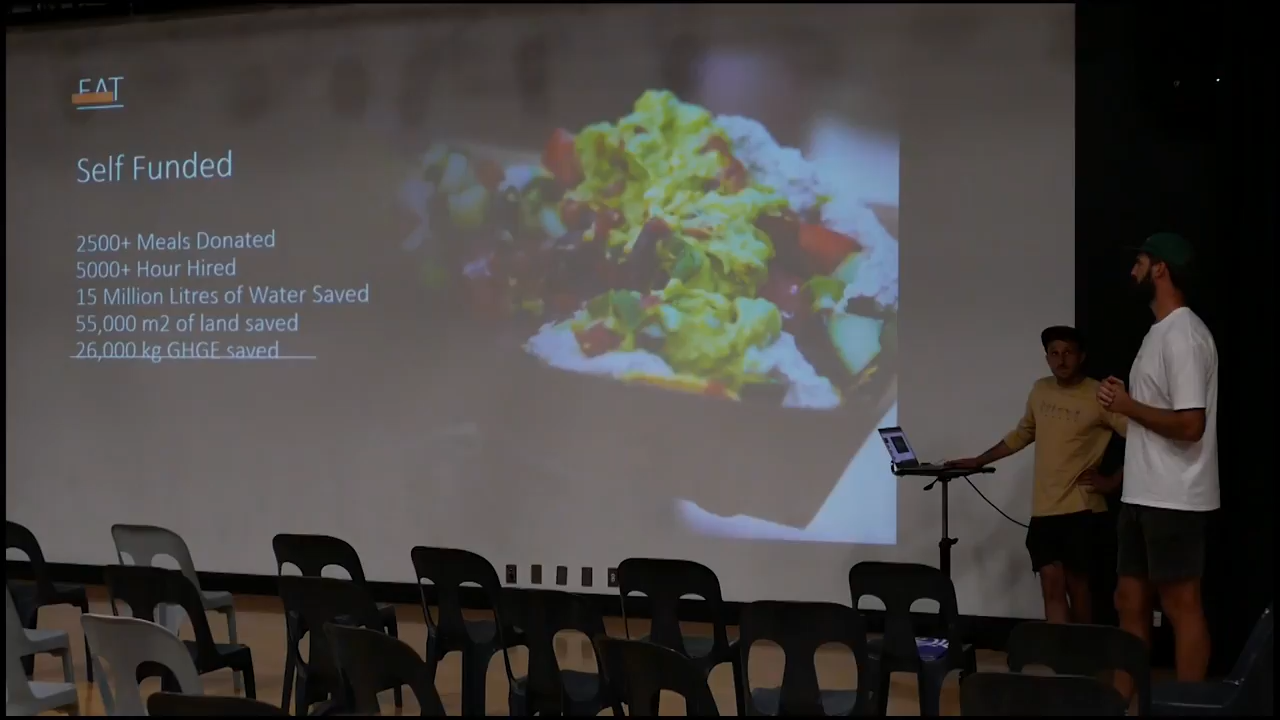 EAT
Self Funded
2500+ Meals Donated
5000+ Hour Hired
15 Million Litres of Water Saved
55,000 m2 of land saved
26,000 kg GHGE saved